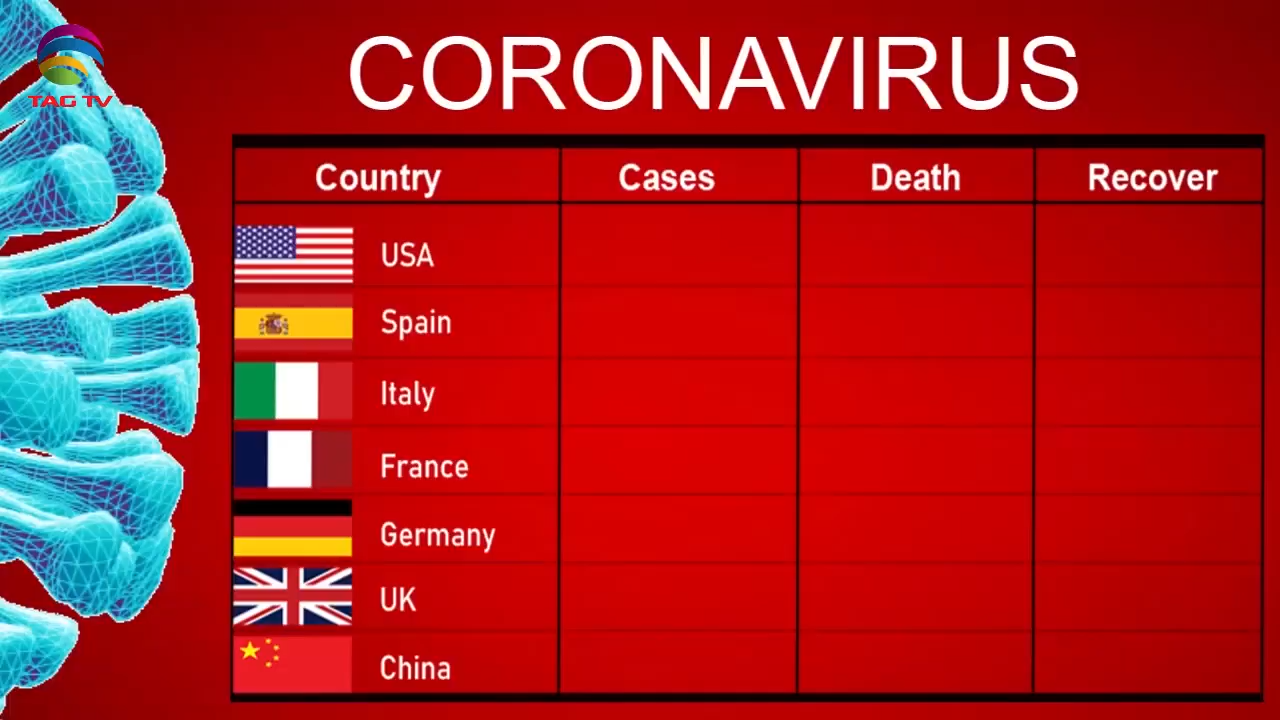 TAG TV
CORONAVIRUS
Country Cases Death Recover
USA
Spain
Italy
France
Germany
UK
China